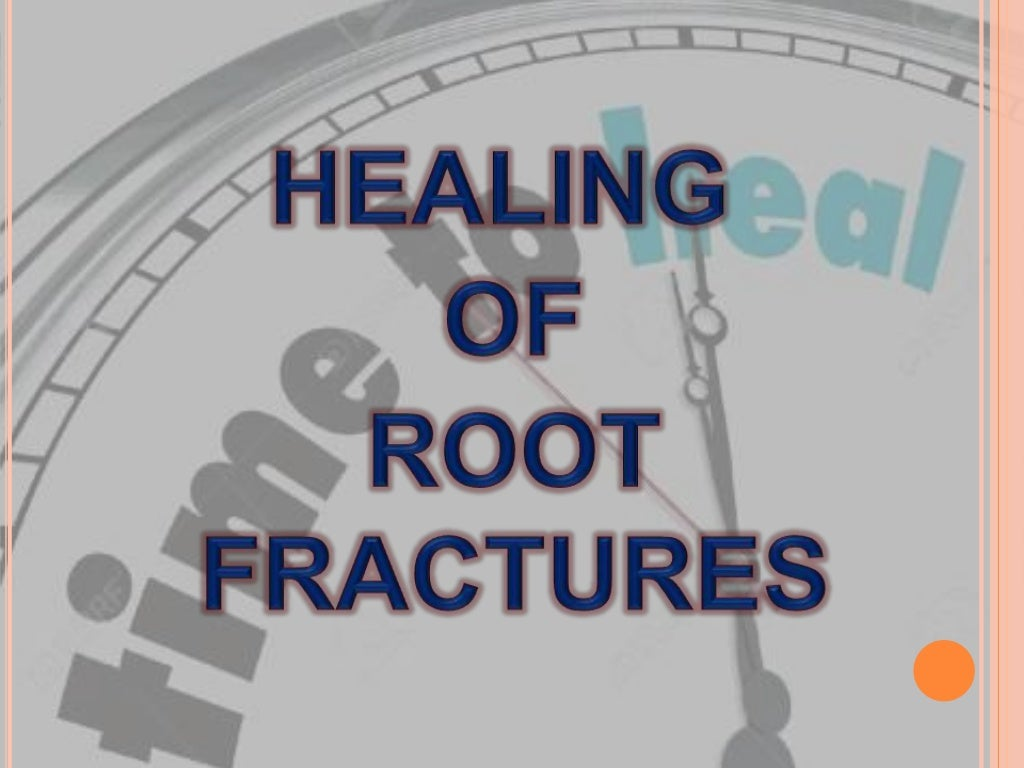 HEALING
OF
ROOT
FRACTURES
time to heal